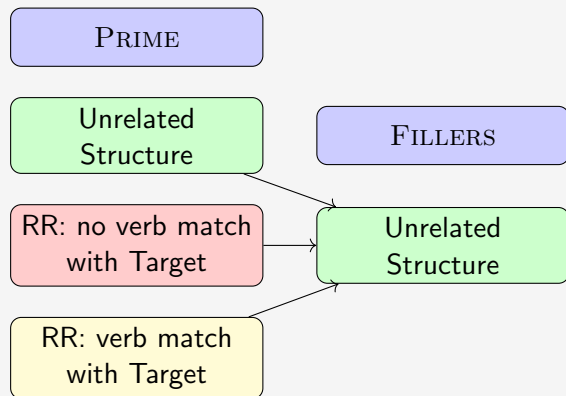 PRIME
Unrelated
Structure
FILLERS
RR: no verb match
with Target
Unrelated
Structure
RR: verb match
with Target